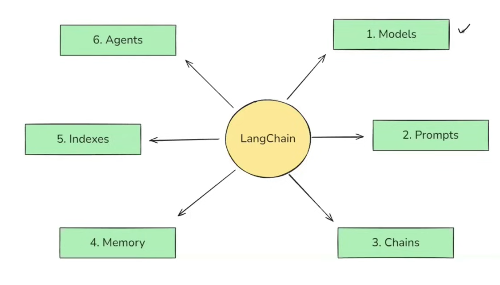 6. Agents
1. Models
5. Indexes
LangChain
2. Prompts
4. Memory
3. Chains